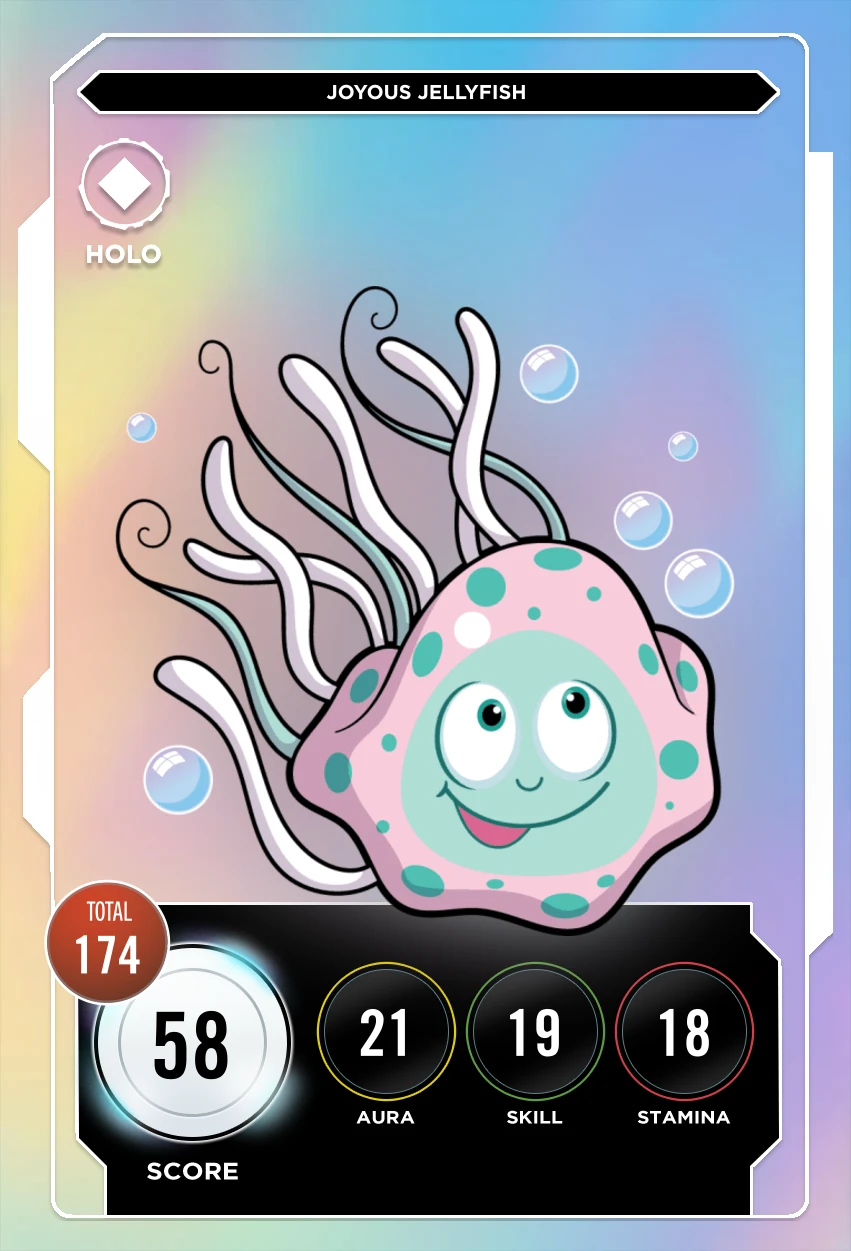 JOYOUS JELLYFISH
HOLO
TOTAL
174
58
SCORE
21
AURA
19
SKILL
18
STAMINA